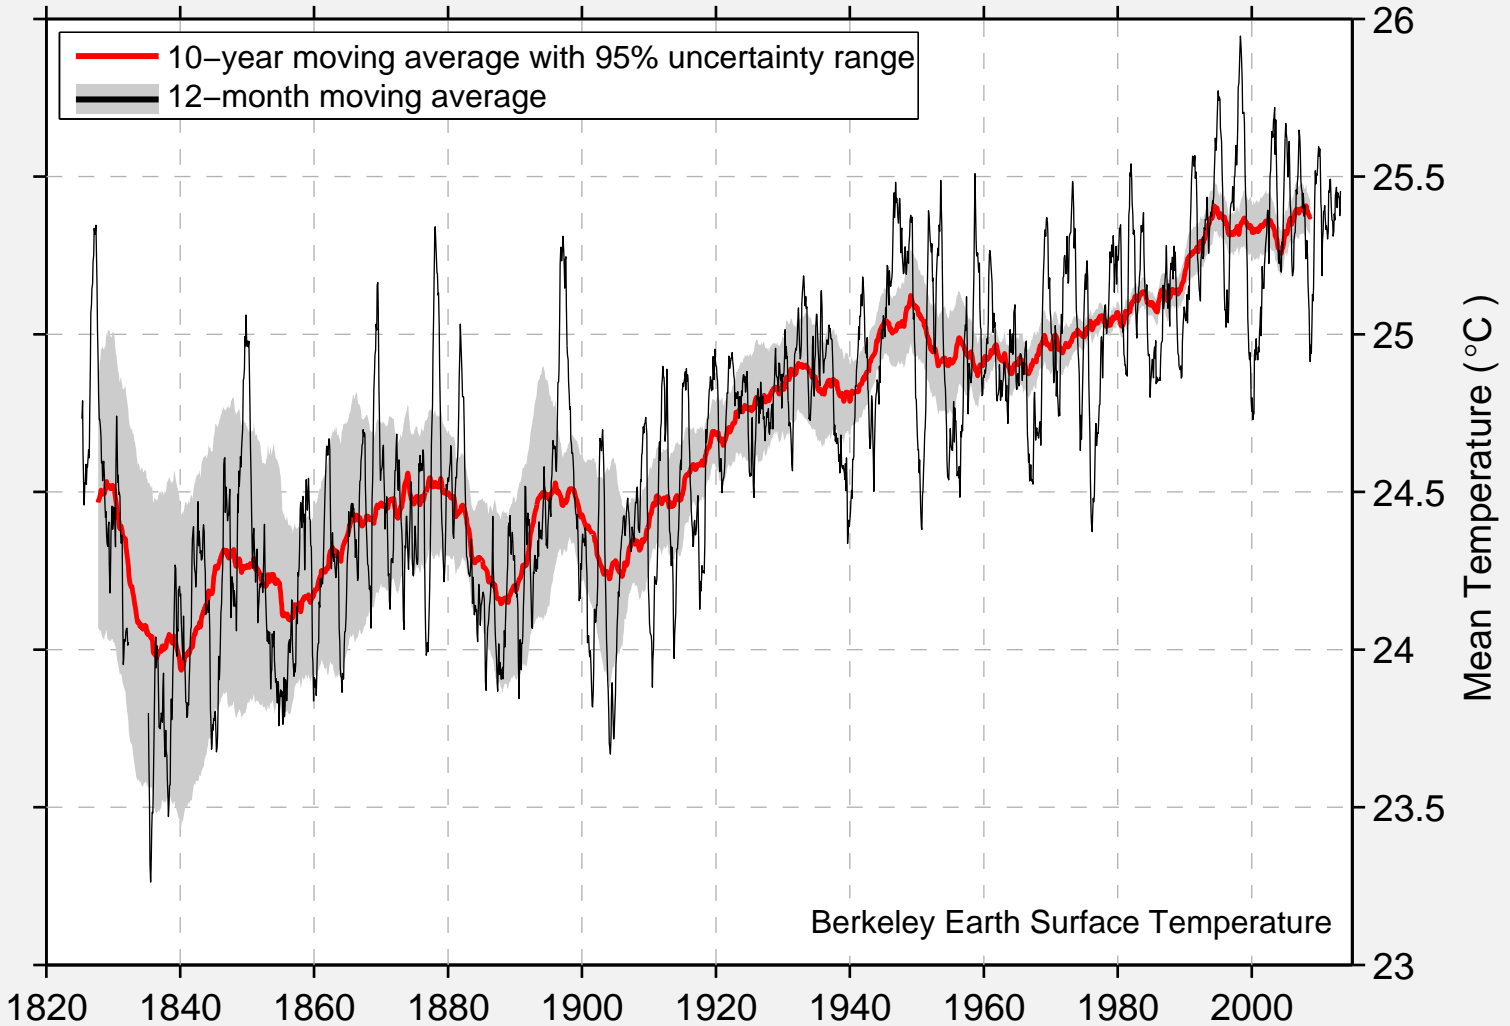 10−year moving average with 95% uncertainty range
12−month moving average
26
25.5
25
24.5
24
23.5
23
Mean Temperature ( °C )
Berkeley Earth Surface Temperature
1820 1840 1860 1880 1900 1920 1940 1960 1980 2000